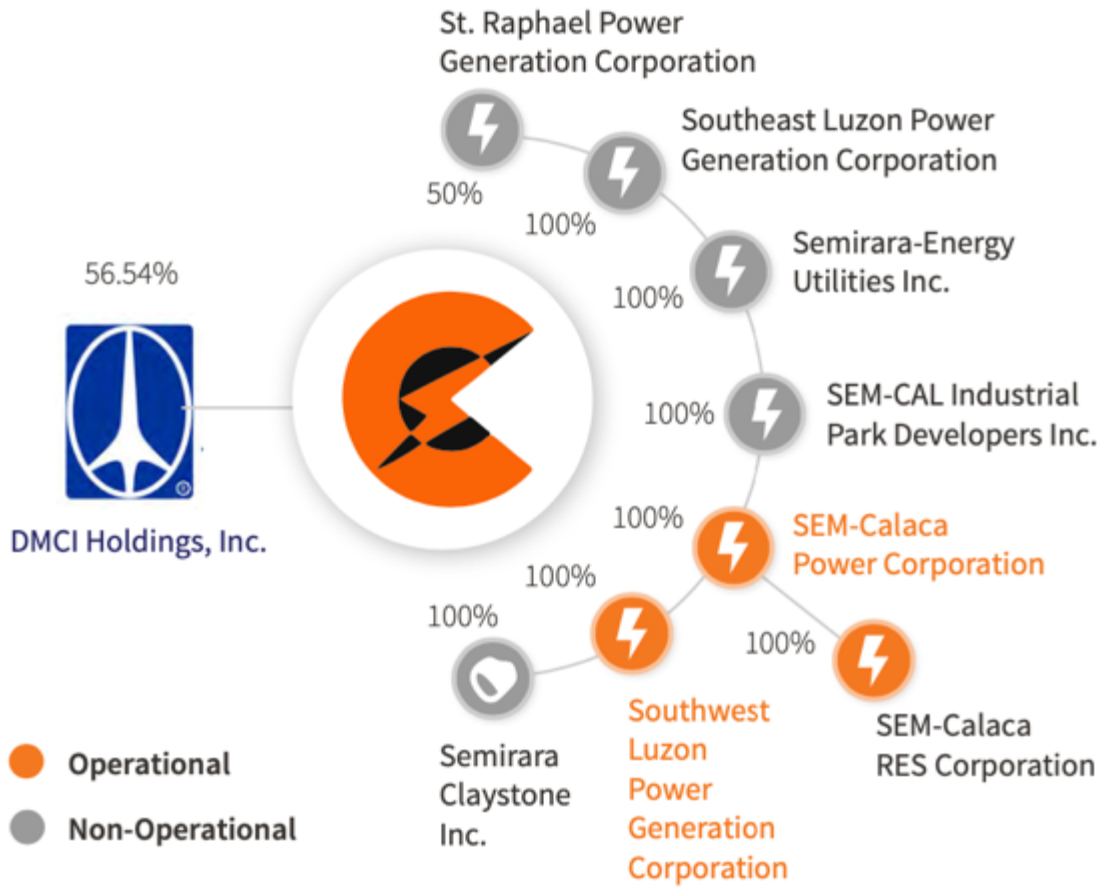 St. Raphael Power
Generation Corporation
50%
Southeast Luzon Power
Generation Corporation
100%
Semirara-Energy
Utilities Inc.
100%
SEM-CAL Industrial
Park Developers Inc.
100%
56.54%
®
DMCI Holdings, Inc.
100%
SEM-Calaca
Power Corporation
100%
Southwest
Luzon
Power
Generation
Corporation
100%
SEM-Calaca
RES Corporation
100%
Semirara
Claystone
Inc.
Operational
Non-Operational